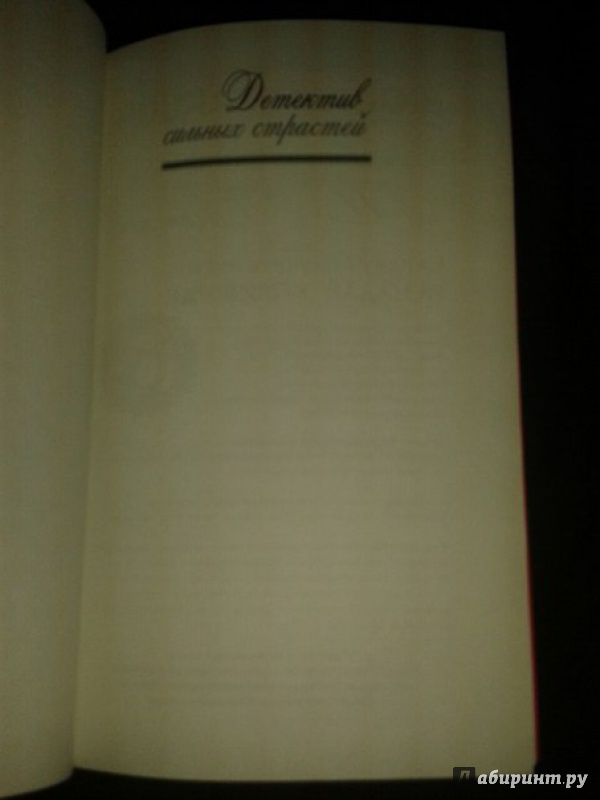 Детектив
сильных страстей
Лабиринт.ру